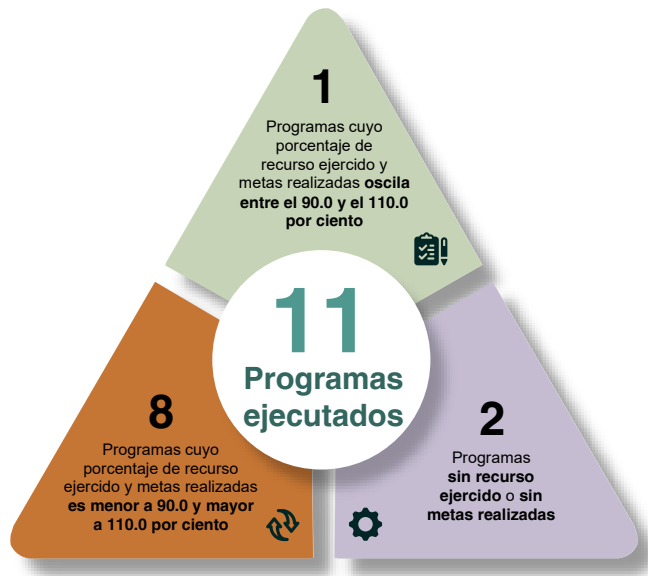 1
Programas cuyo
porcentaje de
recurso ejercido y
metas realizadas oscila
entre el 90.0 y el 110.0
por ciento
11
Programas
ejecutados
8
Programas cuyo
porcentaje de recurso
ejercido y metas realizadas
es menor a 90.0 y mayor
a 110.0 por ciento
2
Programas
sin recurso
ejercido o sin
metas realizadas